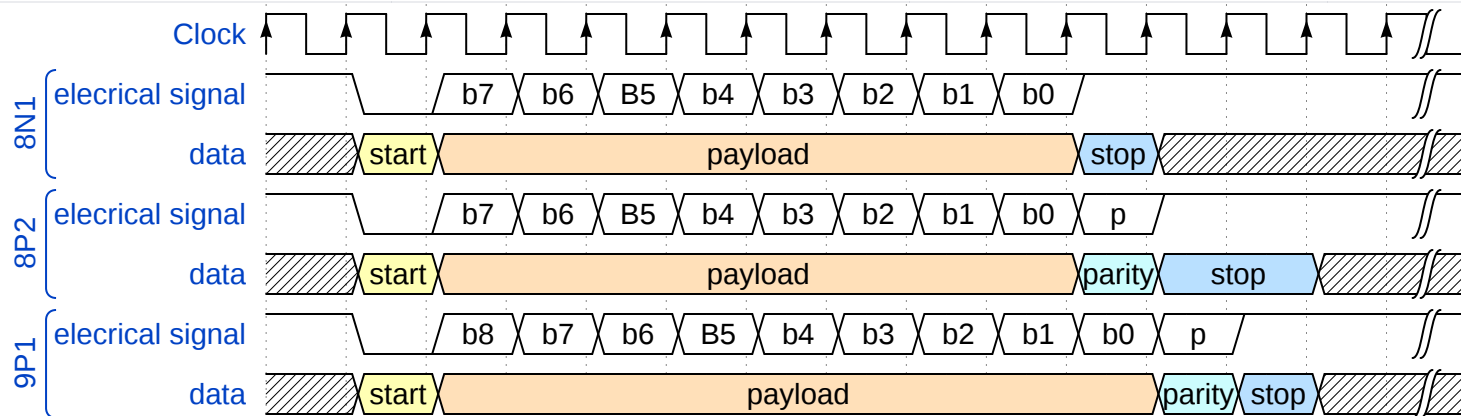 Clock
8N1
elecrical signal b7 b6 B5 b4 b3 b2 b1 b0
data start payload stop
8P2
elecrical signal b7 b6 B5 b4 b3 b2 b1 b0 p
data start payload parity stop
9P1
elecrical signal b8 b7 b6 B5 b4 b3 b2 b1 b0 p
data start payload parity stop